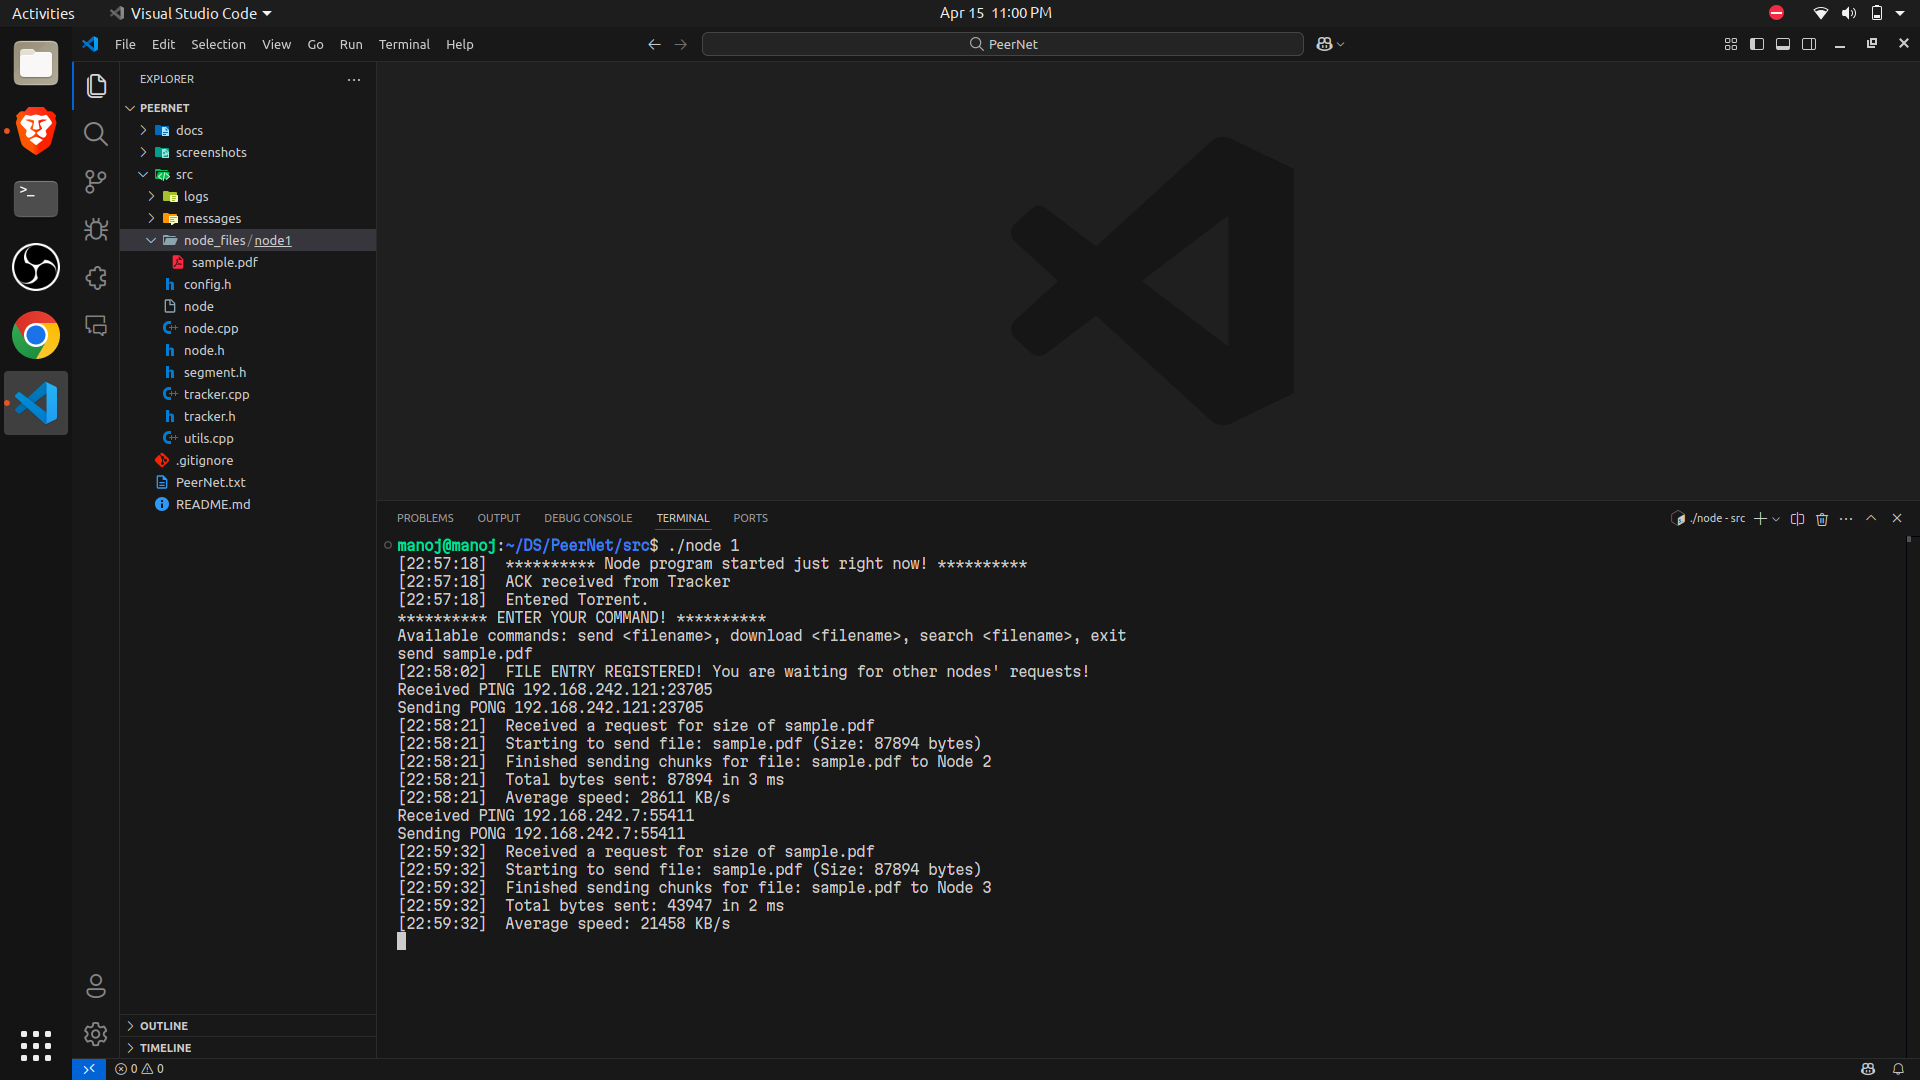 Activities
Visual Studio Code
Apr 15 11:00 PM
File Edit Selection View Go Run Terminal Help
PeerNet
EXPLORER
PEERNET
docs
screenshots
src
logs
messages
node_files/node1
sample.pdf
config.h
node
node.cpp
node.h
segment.h
tracker.cpp
tracker.h
utils.cpp
.gitignore
PeerNet.txt
README.md
OUTLINE
TIMELINE
PROBLEMS OUTPUT DEBUG CONSOLE TERMINAL PORTS
./node - src
manoj@manoj:~/DS/PeerNet/src$ ./node 1
[22:57:18]  ********** Node program started just right now! **********
[22:57:18]  ACK received from Tracker
[22:57:18]  Entered Torrent.
********** ENTER YOUR COMMAND! **********
Available commands: send <filename>, download <filename>, search <filename>, exit
send sample.pdf
[22:58:02]  FILE ENTRY REGISTERED! You are waiting for other nodes' requests!
Received PING 192.168.242.121:23705
Sending PONG 192.168.242.121:23705
[22:58:21]  Received a request for size of sample.pdf
[22:58:21]  Starting to send file: sample.pdf (Size: 87894 bytes)
[22:58:21]  Finished sending chunks for file: sample.pdf to Node 2
[22:58:21]  Total bytes sent: 87894 in 3 ms
[22:58:21]  Average speed: 28611 KB/s
Received PING 192.168.242.7:55411
Sending PONG 192.168.242.7:55411
[22:59:32]  Received a request for size of sample.pdf
[22:59:32]  Starting to send file: sample.pdf (Size: 87894 bytes)
[22:59:32]  Finished sending chunks for file: sample.pdf to Node 3
[22:59:32]  Total bytes sent: 43947 in 2 ms
[22:59:32]  Average speed: 21458 KB/s
0 0